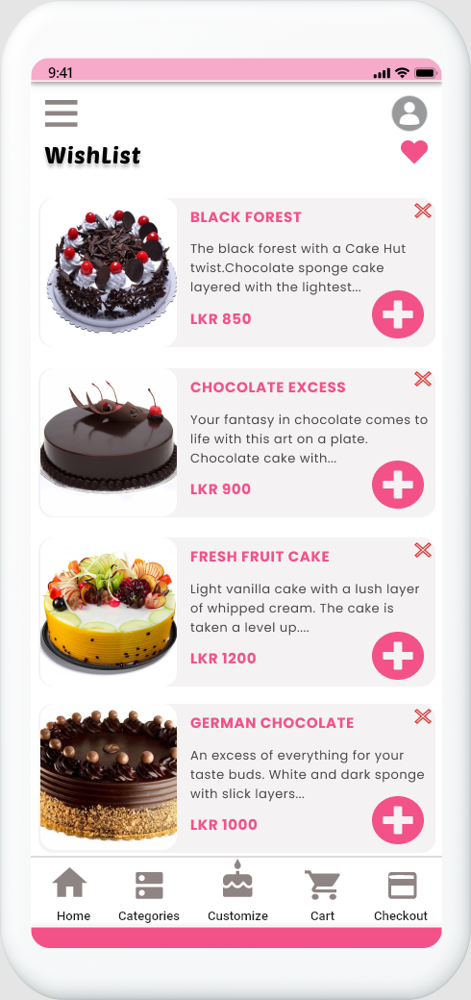 9:41
WishList
BLACK FOREST
The black forest with a Cake Hut
twist.Chocolate sponge cake
layered with the lightest...
LKR 850
CHOCOLATE EXCESS
Your fantasy in chocolate comes to
life with this art on a plate.
Chocolate cake with...
LKR 900
FRESH FRUIT CAKE
Light vanilla cake with a lush layer
of whipped cream. The cake is
taken a level up....
LKR 1200
GERMAN CHOCOLATE
An excess of everything for your
taste buds. White and dark sponge
with slick layers...
LKR 1000
Home Categories Customize Cart Checkout